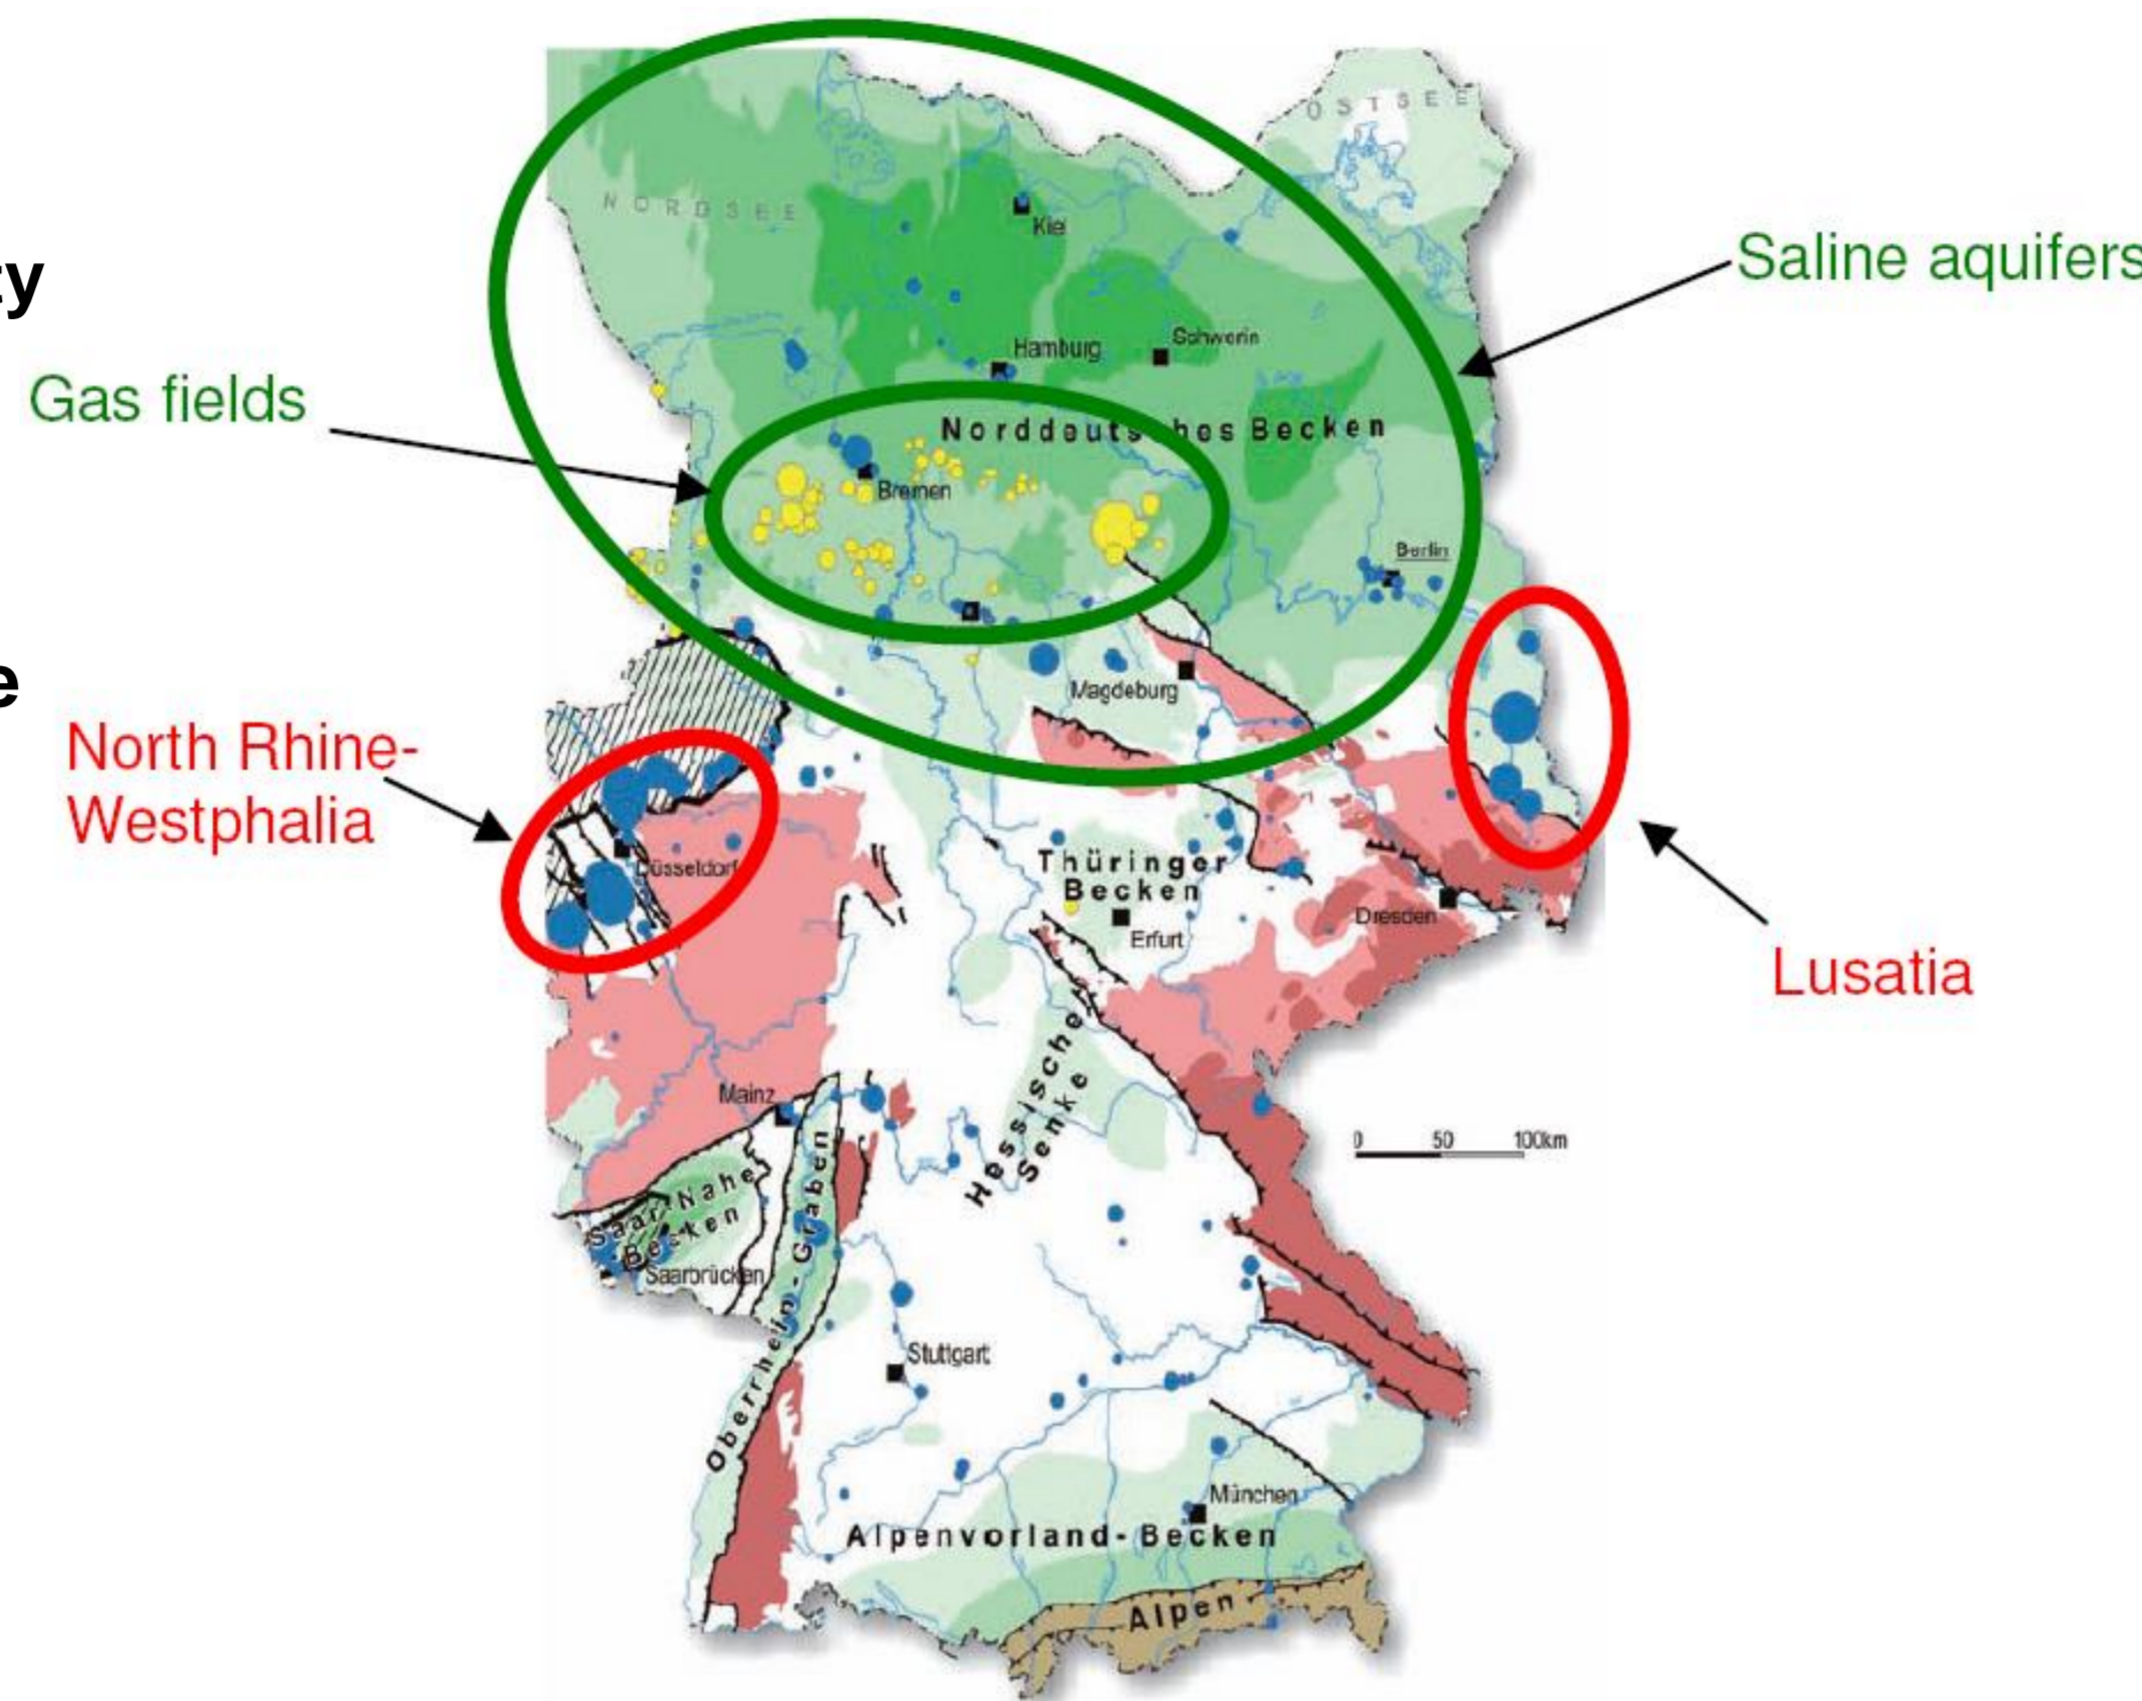 OSTSEE
NORDSEE
Kiel
ty
Saline aquifers
Hamburg
Schwerin
Gas fields
Norddeutsches Becken
Bremen
Berlin
e
Magdeburg
North Rhine-
Westphalia
Düsseldorf
Thüringer
Becken
Erfurt
Dresden
Lusatia
Hessische
Senke
Mainz
0 50 100km
Saar-Nahe
Becken
Saarbrücken
Oberrhein-Graben
Stuttgart
München
Alpenvorland-Becken
Alpen